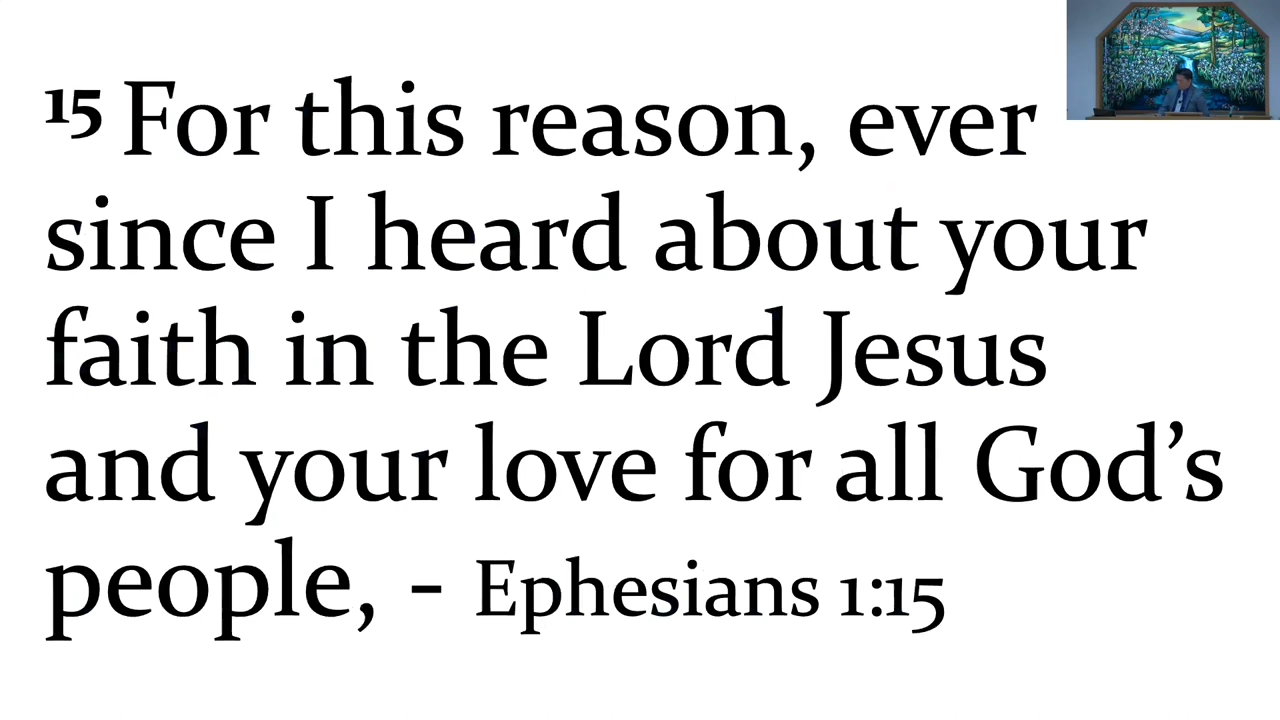 15 For this reason, ever
since I heard about your
faith in the Lord Jesus
and your love for all God’s
people, - Ephesians 1:15